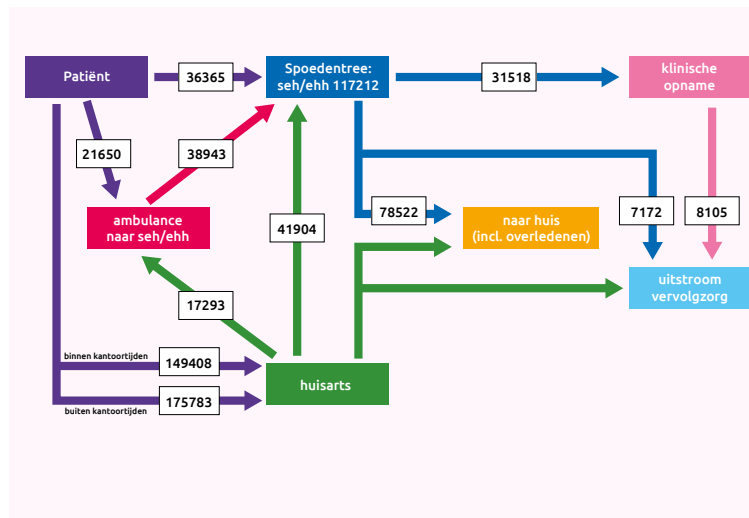 Patiënt
36365
Spoedentree:
seh/ehh 117212
31518
klinische
opname
21650
38943
ambulance
naar seh/ehh
41904
78522
naar huis
(incl. overledenen)
7172
8105
uitstroom
vervolgzorg
17293
binnen kantoortijden
149408
huisarts
175783
buiten kantoortijden